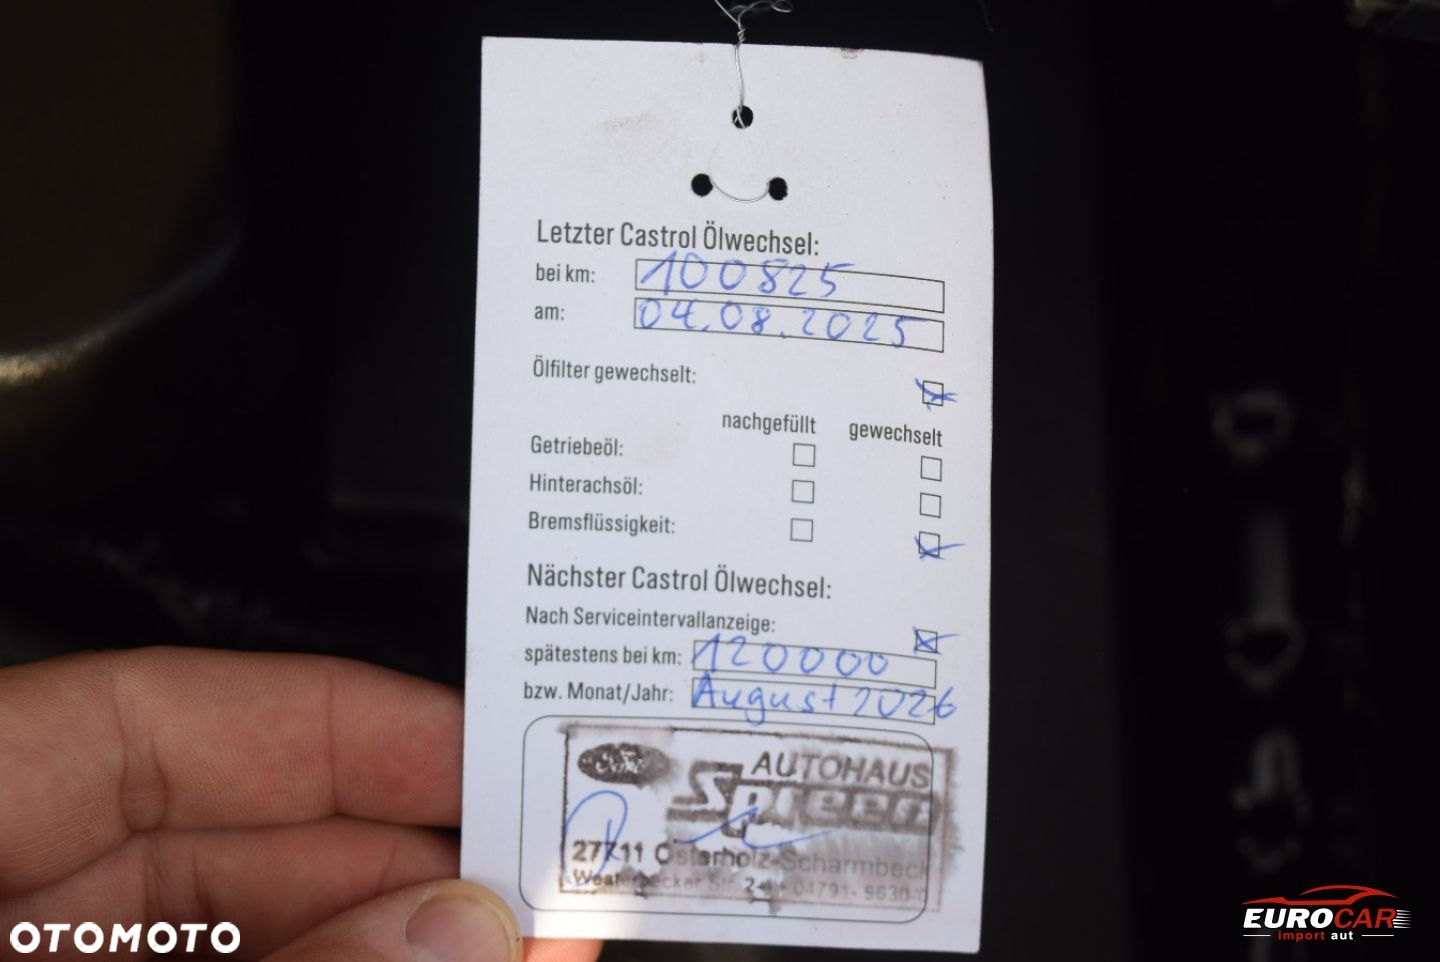 Letzter Castrol Ölwechsel:
bei km: 100825
am: 04.08.2025
Ölfilter gewechselt:
nachgefüllt gewechselt
Getriebeöl:
Hinterachsöl:
Bremsflüssigkeit:
Nächster Castrol Ölwechsel:
Nach Serviceintervallanzeige:
spätestens bei km: 120000
bzw. Monat/Jahr: August 2026
Ford AUTOHAUS
Spreen
27711 Osterholz-Scharmbeck
OTOMOTO
EUROCAR
import aut